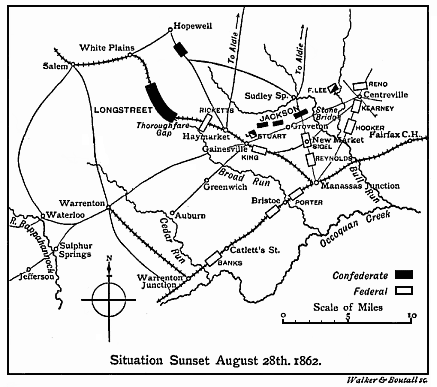 Hopewell
To Aldie
To Aldie
White Plains
Salem
F. LEE
RENO
Sudley Sp.
Centreville
LONGSTREET
RICKETTS
JACKSON
Stone Bridge
KEARNEY
Thoroughfare Gap
STUART
Groveton
HOOKER
Haymarket
New Market
Fairfax C.H.
Gainesville
SIGEL
KING
REYNOLDS
Broad Run
Bull Run
Greenwich
Manassas Junction
Warrenton
Bristoe
PORTER
Waterloo
Auburn
R. Rappahannock
Cedar Run
Occoquan Creek
Sulphur Springs
Catlett's St.
BANKS
Jefferson
Warrenton Junction
N
Confederate
Federal
Scale of Miles
0 5 10
Situation Sunset August 28th. 1862.
Walker & Boutall sc.